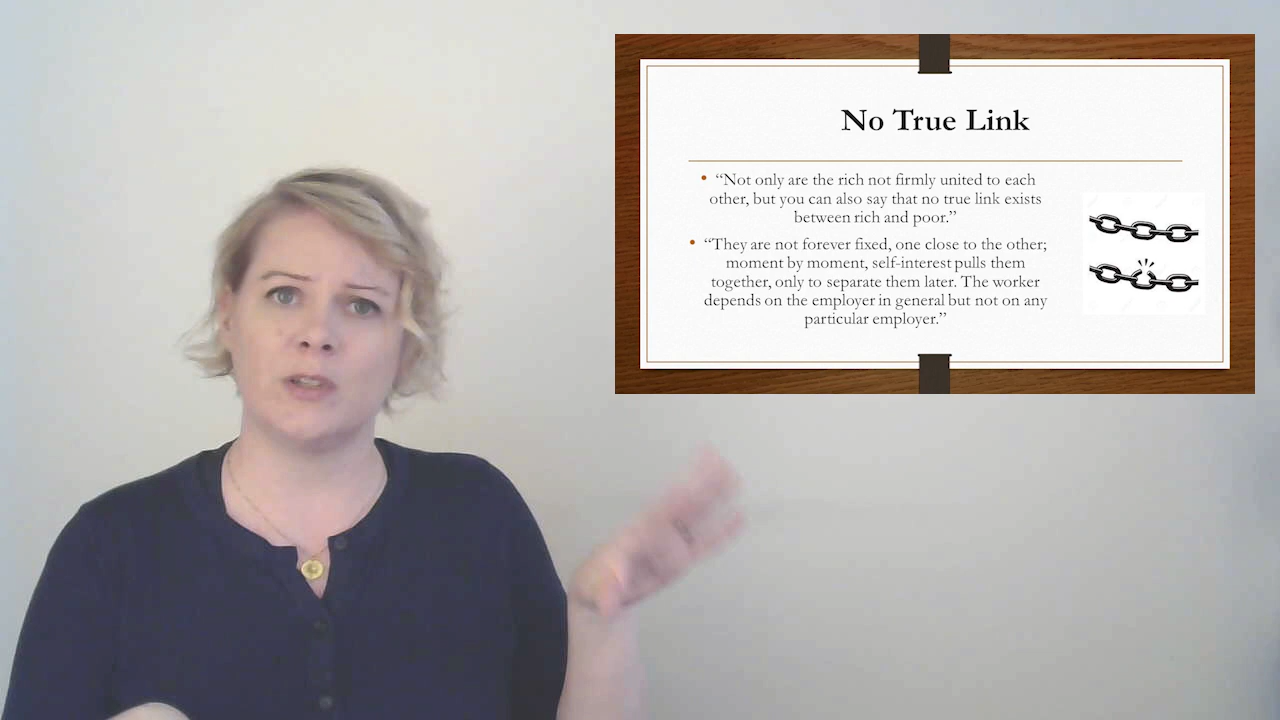 No True Link
• “Not only are the rich not firmly united to each
other, but you can also say that no true link exists
between rich and poor.”
• “They are not forever fixed, one close to the other;
moment by moment, self-interest pulls them
together, only to separate them later. The worker
depends on the employer in general but not on any
particular employer.”